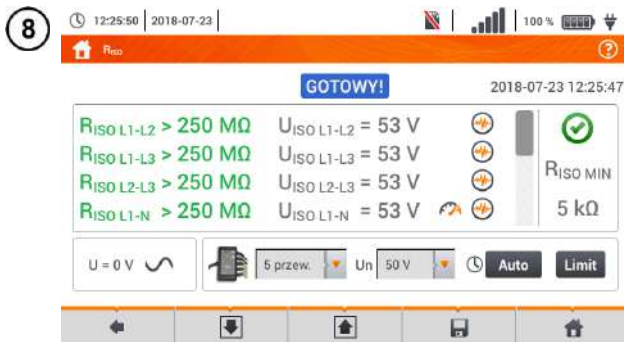 8
12:25:50 2018-07-23 100 %
RISO
GOTOWY! 2018-07-23 12:25:47
RISO L1-L2 > 250 MΩ UISO L1-L2 = 53 V
RISO L1-L3 > 250 MΩ UISO L1-L3 = 53 V
RISO L2-L3 > 250 MΩ UISO L2-L3 = 53 V
RISO L1-N > 250 MΩ UISO L1-N = 53 V
RISO MIN
5 kΩ
U = 0 V 5 przew. Un 50 V Auto Limit